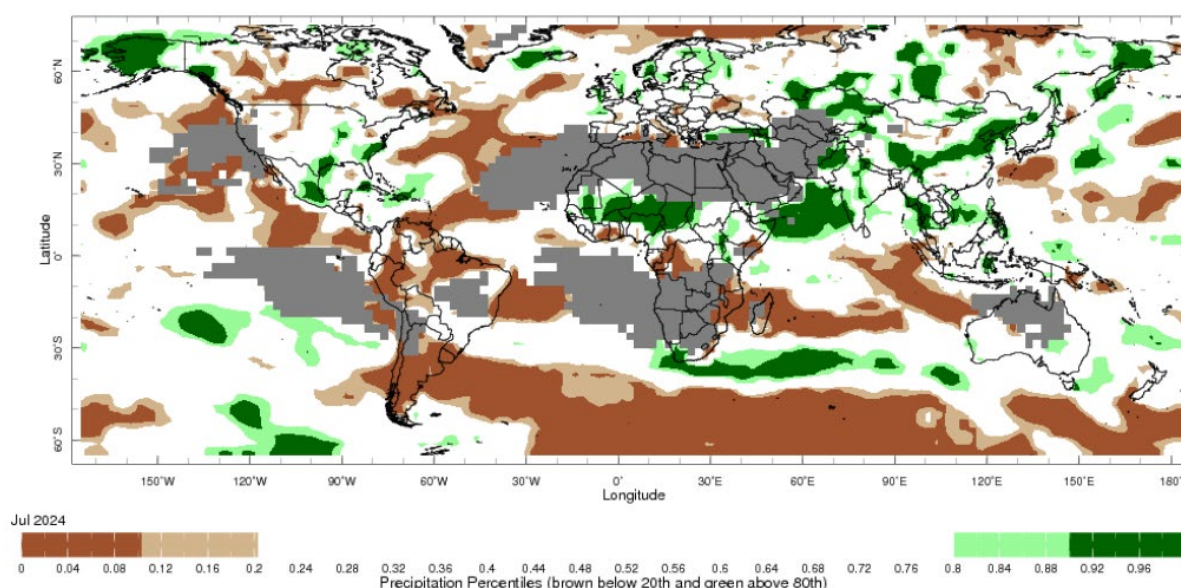 60°N
30°N
0°
30°S
60°S
Latitude
150°W 120°W 90°W 60°W 30°W 0° 30°E 60°E 90°E 120°E 150°E 180°
Longitude
Jul 2024
0 0.04 0.08 0.12 0.16 0.2 0.24 0.28 0.32 0.36 0.4 0.44 0.48 0.52 0.56 0.6 0.64 0.68 0.72 0.76 0.8 0.84 0.88 0.92 0.96
Precipitation Percentiles (brown below 20th and green above 80th)